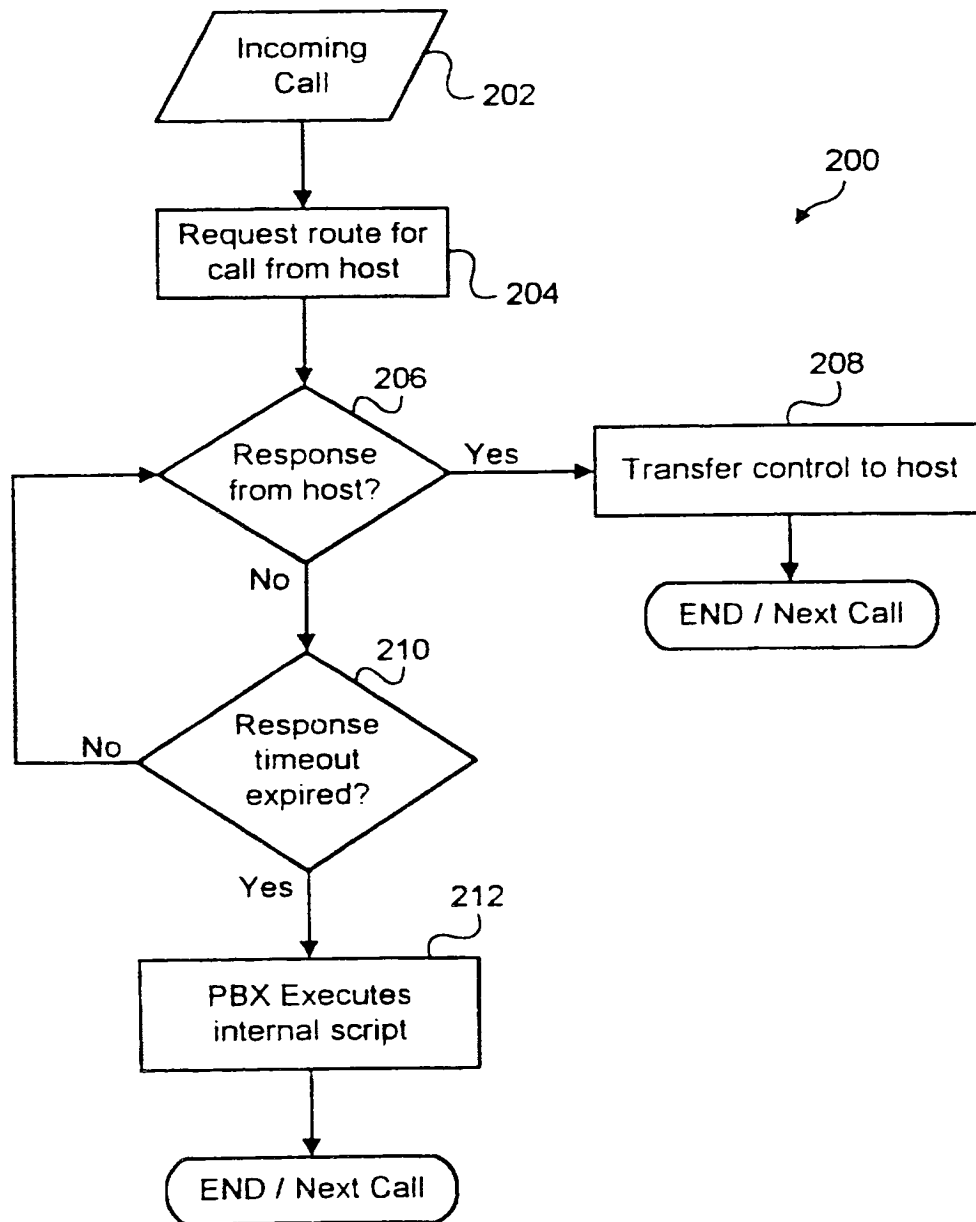 Incoming
Call
202
200
Request route for
call from host
204
206
208
Response
from host?
Yes
Transfer control to host
No
END / Next Call
210
Response
timeout
expired?
No
Yes
212
PBX Executes
internal script
END / Next Call